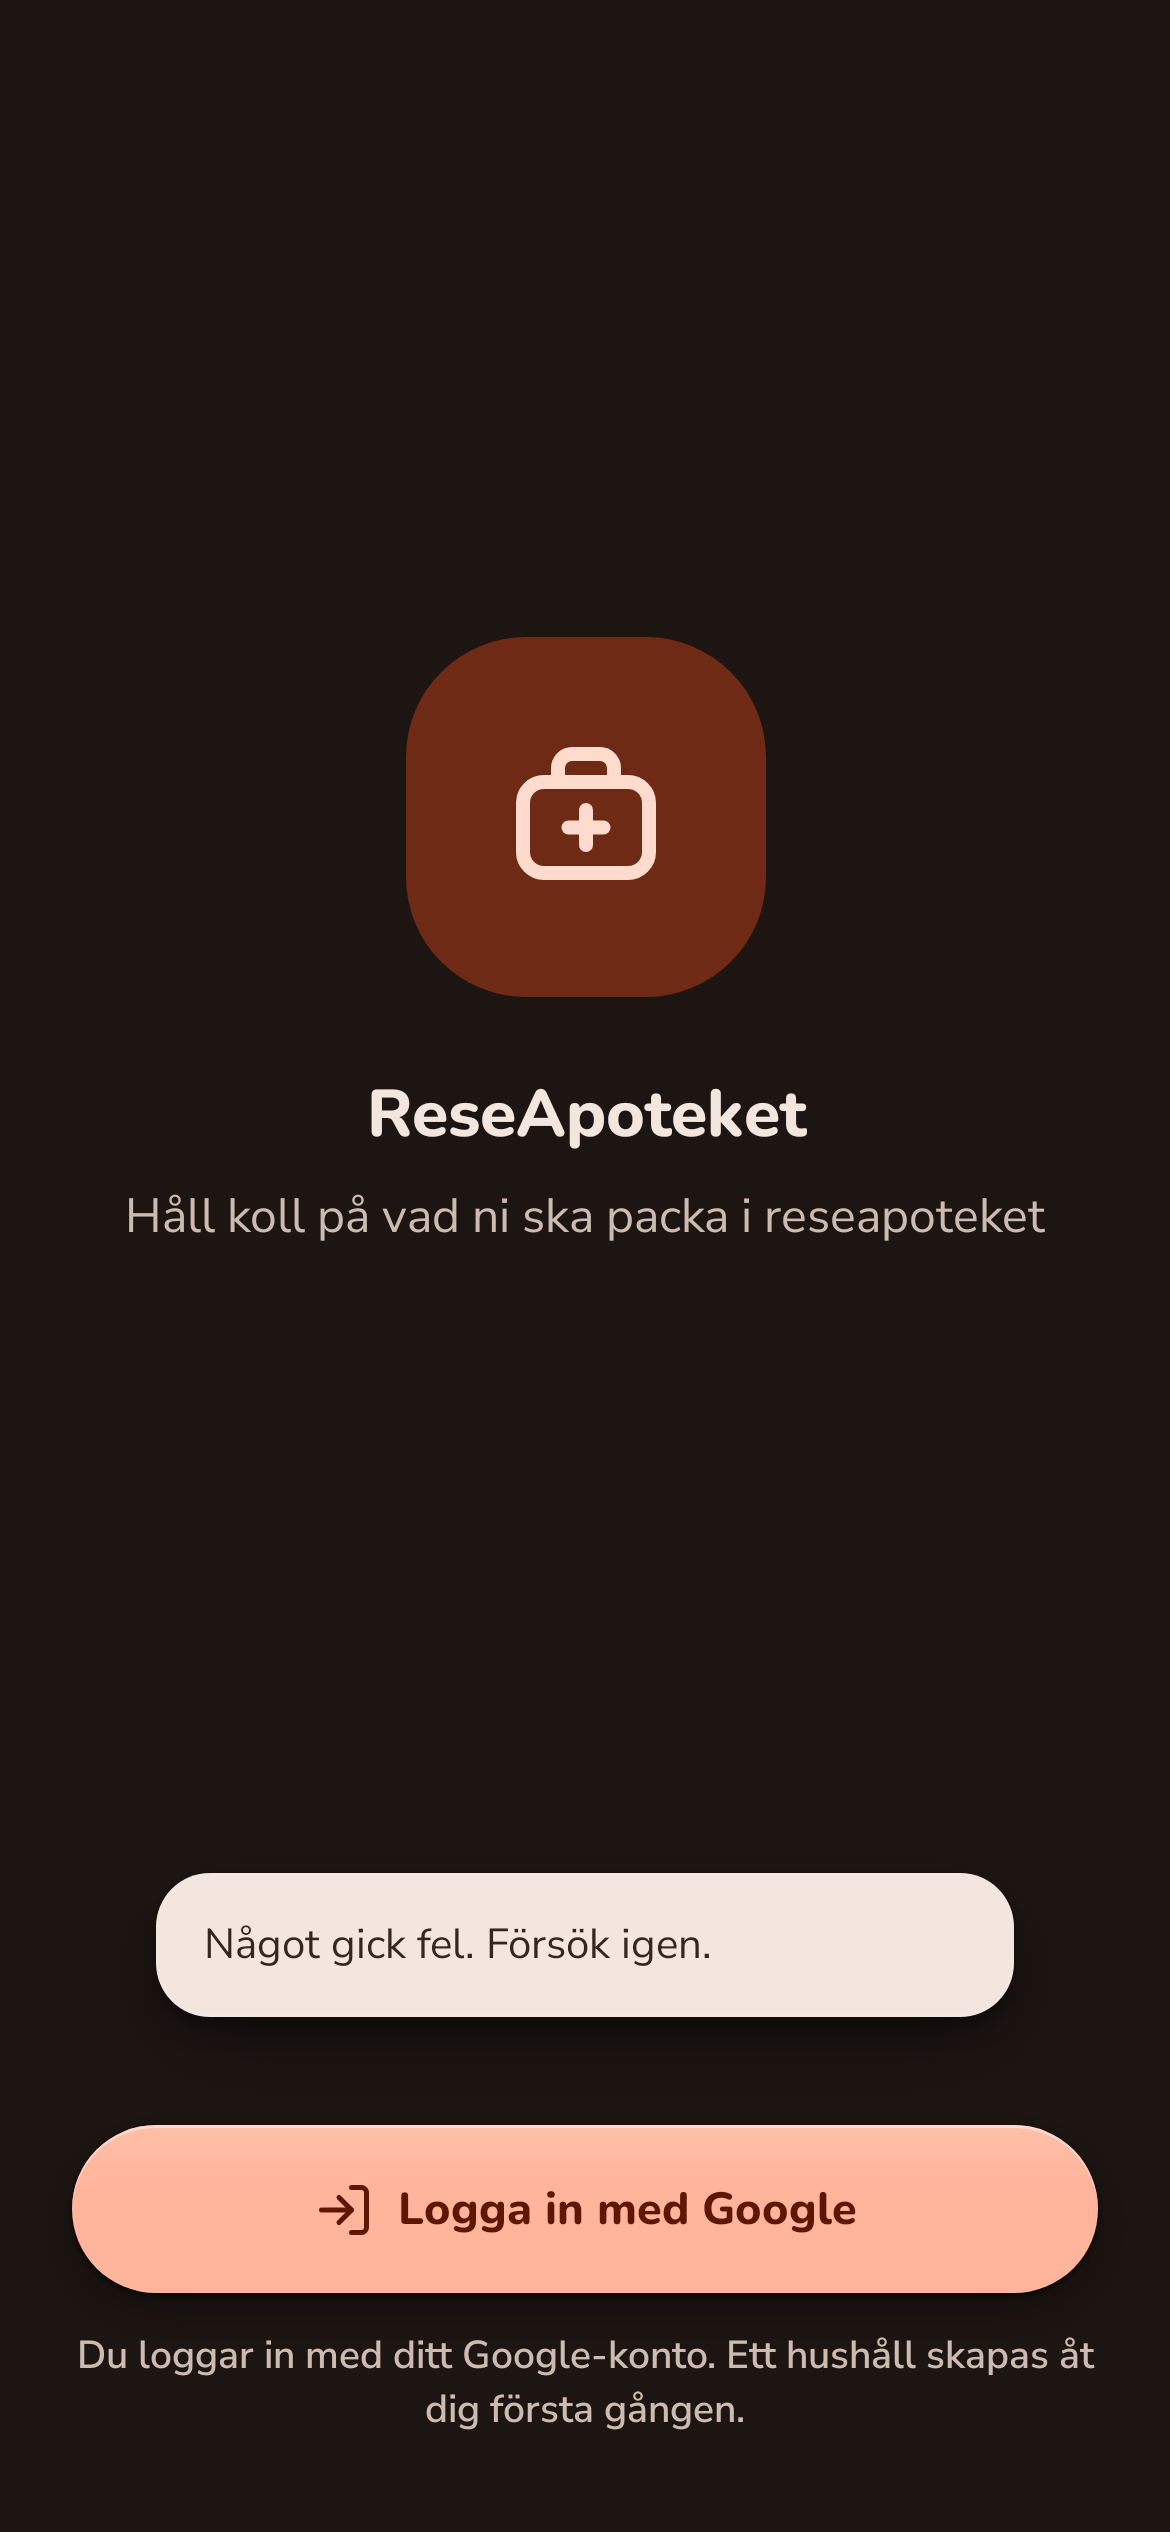 ReseApoteket
Håll koll på vad ni ska packa i reseapoteket
Något gick fel. Försök igen.
Logga in med Google
Du loggar in med ditt Google-konto. Ett hushåll skapas åt
dig första gången.